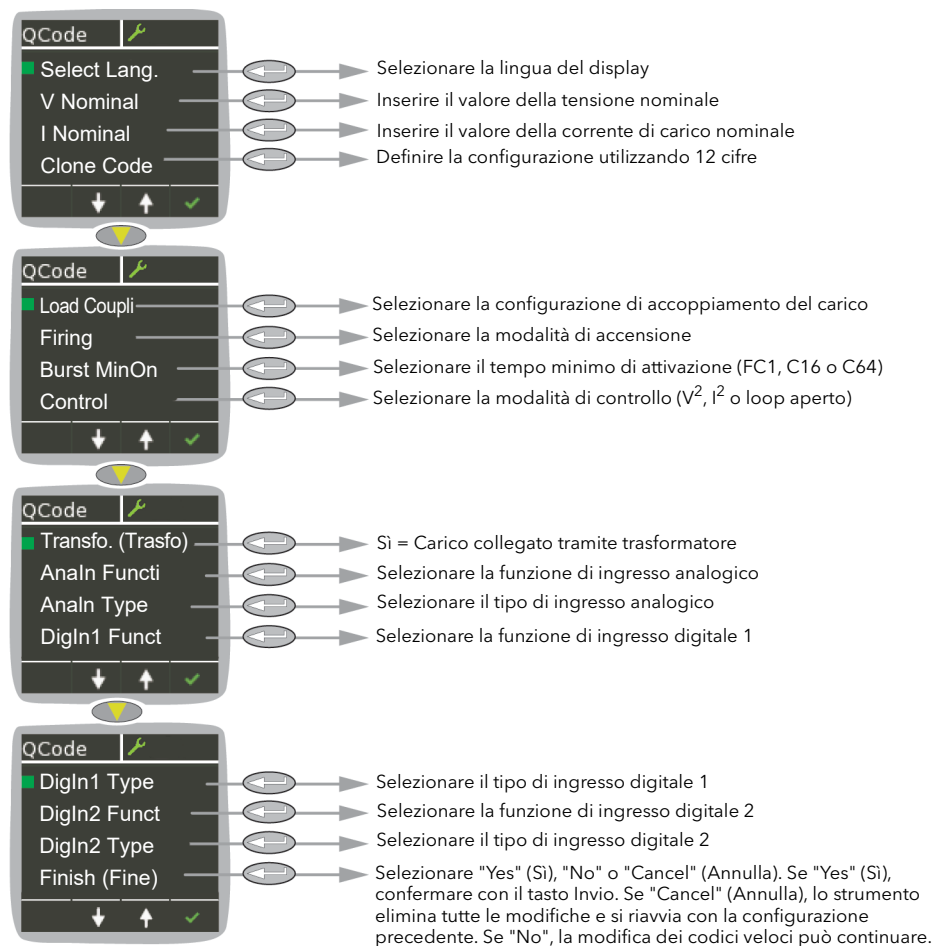 QCode
Select Lang. Selezionare la lingua del display
V Nominal Inserire il valore della tensione nominale
I Nominal Inserire il valore della corrente di carico nominale
Clone Code Definire la configurazione utilizzando 12 cifre
QCode
Load Coupli Selezionare la configurazione di accoppiamento del carico
Firing Selezionare la modalità di accensione
Burst MinOn Selezionare il tempo minimo di attivazione (FC1, C16 o C64)
Control Selezionare la modalità di controllo (V², I² o loop aperto)
QCode
Transfo. (Trasfo) Sì = Carico collegato tramite trasformatore
AnaIn Functi Selezionare la funzione di ingresso analogico
AnaIn Type Selezionare il tipo di ingresso analogico
DigIn1 Funct Selezionare la funzione di ingresso digitale 1
QCode
DigIn1 Type Selezionare il tipo di ingresso digitale 1
DigIn2 Funct Selezionare la funzione di ingresso digitale 2
DigIn2 Type Selezionare il tipo di ingresso digitale 2
Finish (Fine) Selezionare "Yes" (Sì), "No" o "Cancel" (Annulla). Se "Yes" (Sì),
confermare con il tasto Invio. Se "Cancel" (Annulla), lo strumento
elimina tutte le modifiche e si riavvia con la configurazione
precedente. Se "No", la modifica dei codici veloci può continuare.